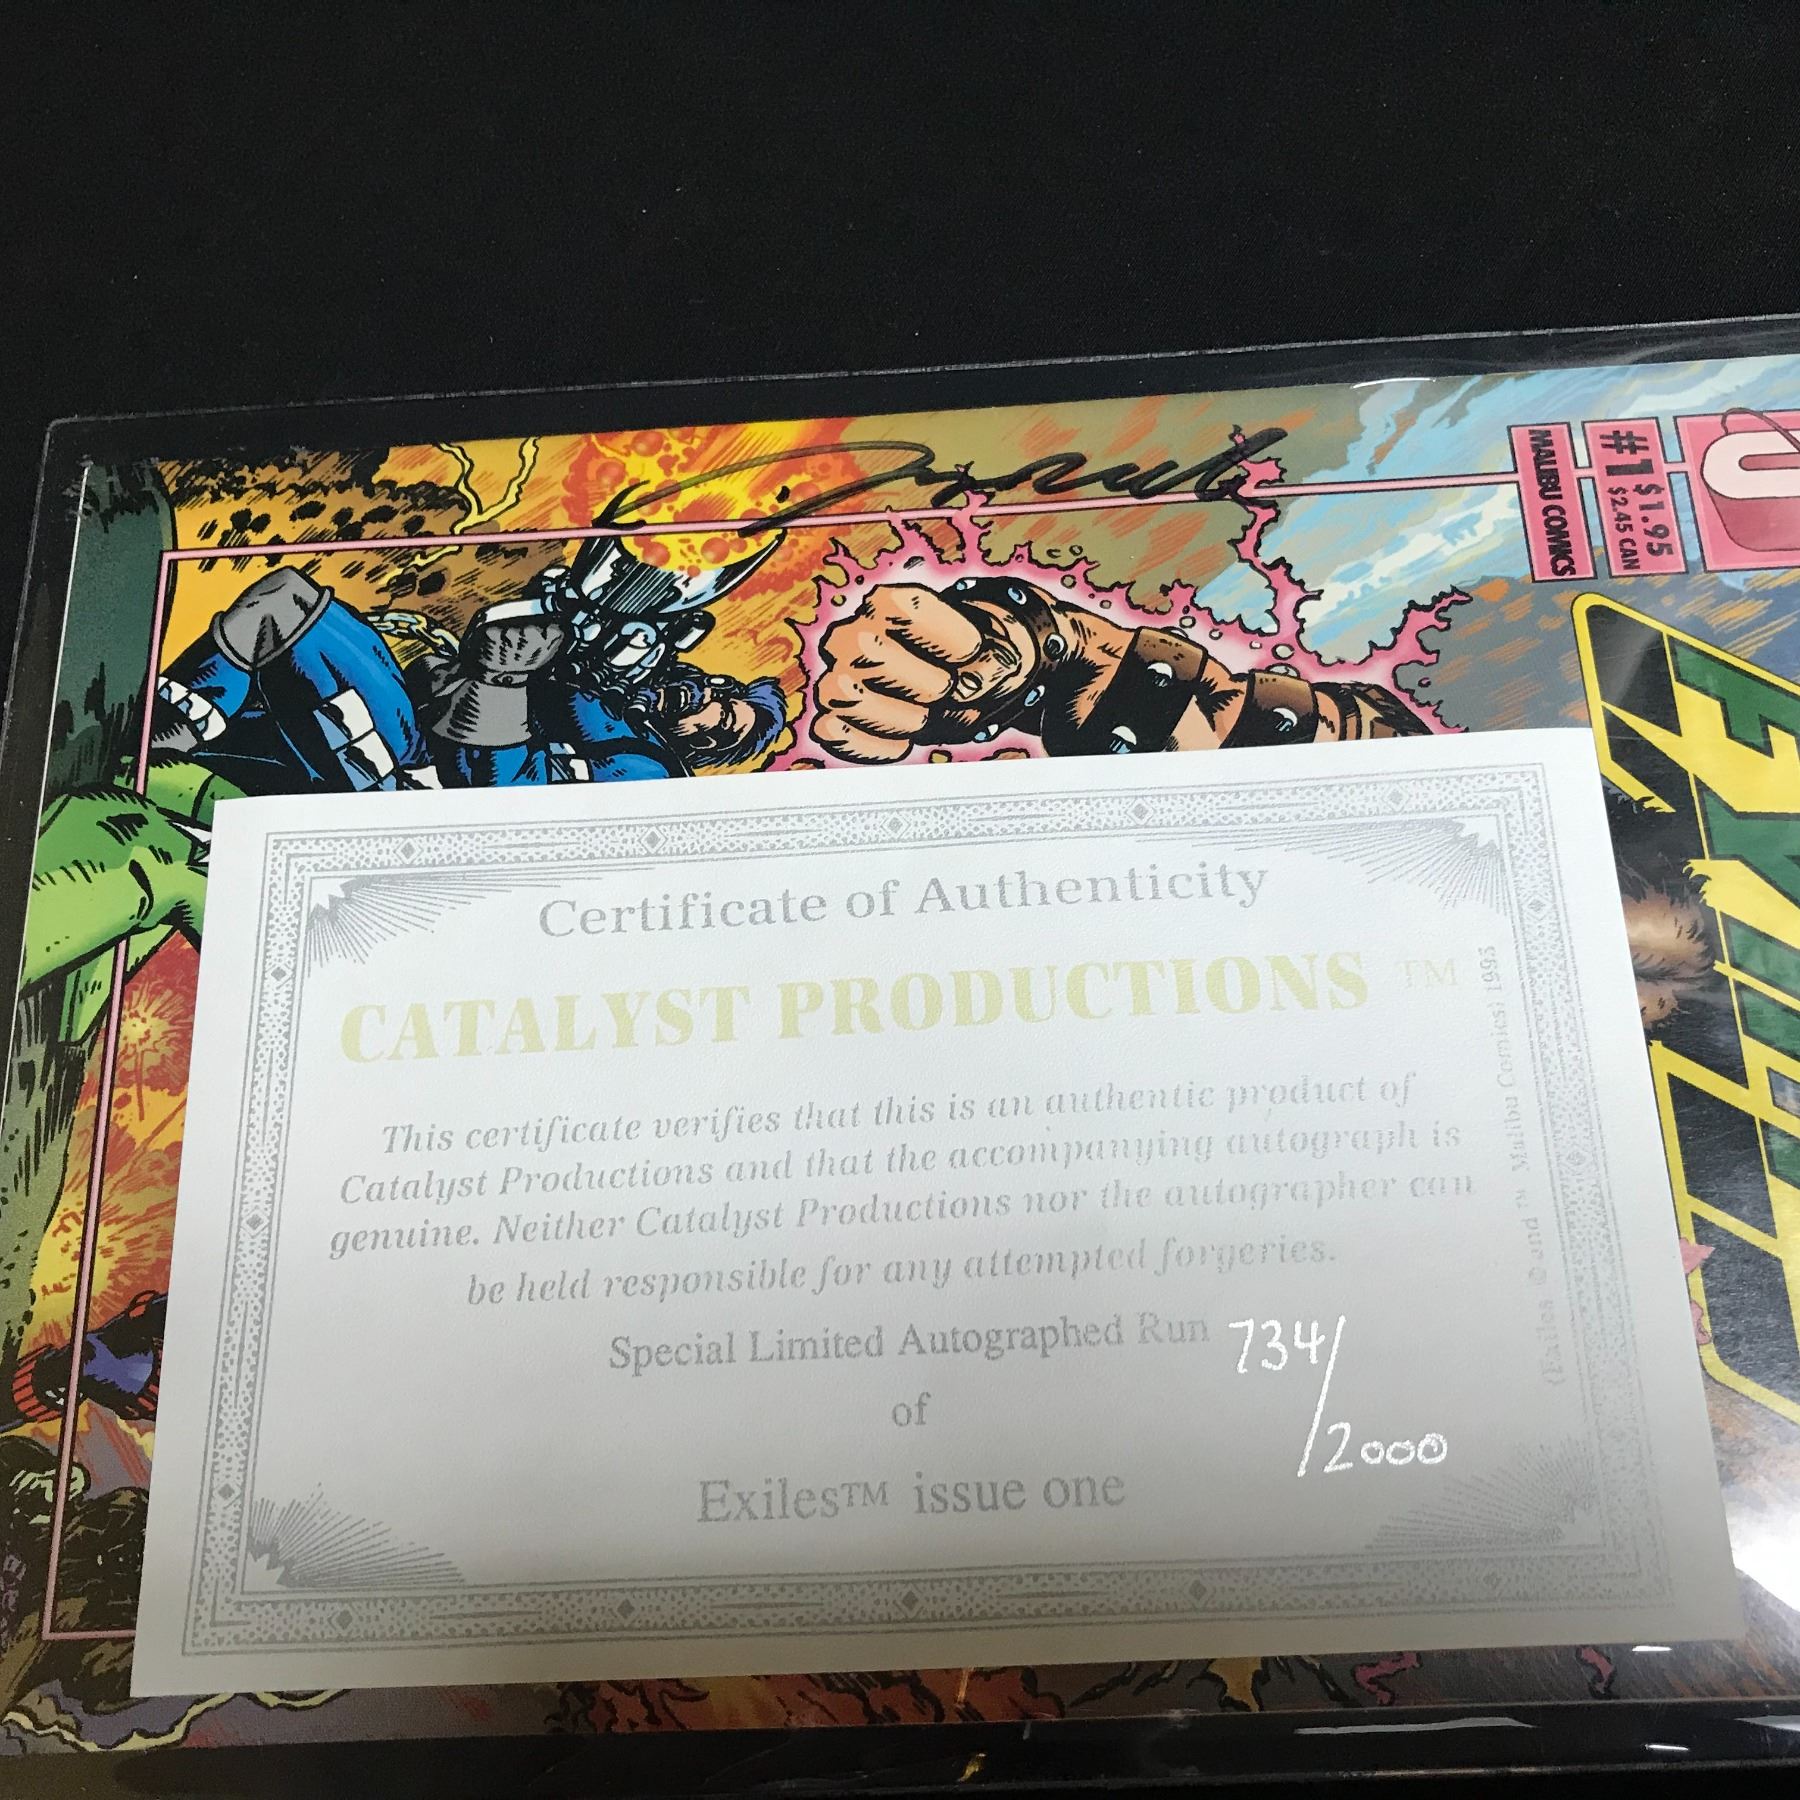 MALIBU COMICS
#1 $1.95
$2.45 CAN
Certificate of Authenticity
CATALYST PRODUCTIONS ™
This certificate verifies that this is an authentic product of
Catalyst Productions and that the accompanying autograph is
genuine. Neither Catalyst Productions nor the autographer can
be held responsible for any attempted forgeries.
Special Limited Autographed Run 734/
2000
of
Exiles™ issue one
(Exiles © and ™ Malibu Comics) 1993